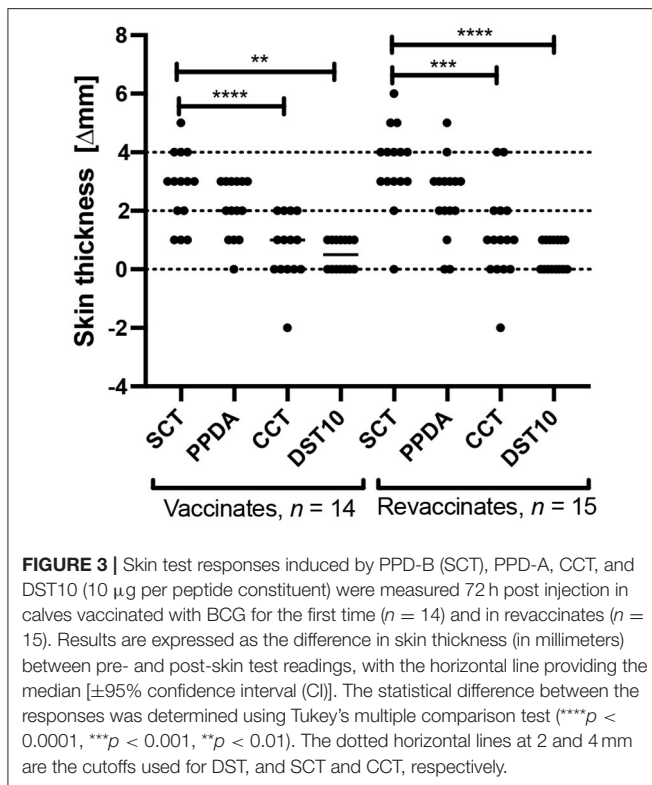 8
6
4
2
0
-2
-4
Skin thickness [Δmm]
**
****
****
***
SCT
PPDA
CCT
DST10
SCT
PPDA
CCT
DST10
Vaccinates, n = 14
Revaccinates, n = 15
FIGURE 3 | Skin test responses induced by PPD-B (SCT), PPD-A, CCT, and
DST10 (10 μg per peptide constituent) were measured 72 h post injection in
calves vaccinated with BCG for the first time (n = 14) and in revaccinates (n =
15). Results are expressed as the difference in skin thickness (in millimeters)
between pre- and post-skin test readings, with the horizontal line providing the
median [±95% confidence interval (CI)]. The statistical difference between the
responses was determined using Tukey's multiple comparison test (****p <
0.0001, ***p < 0.001, **p < 0.01). The dotted horizontal lines at 2 and 4 mm
are the cutoffs used for DST, and SCT and CCT, respectively.